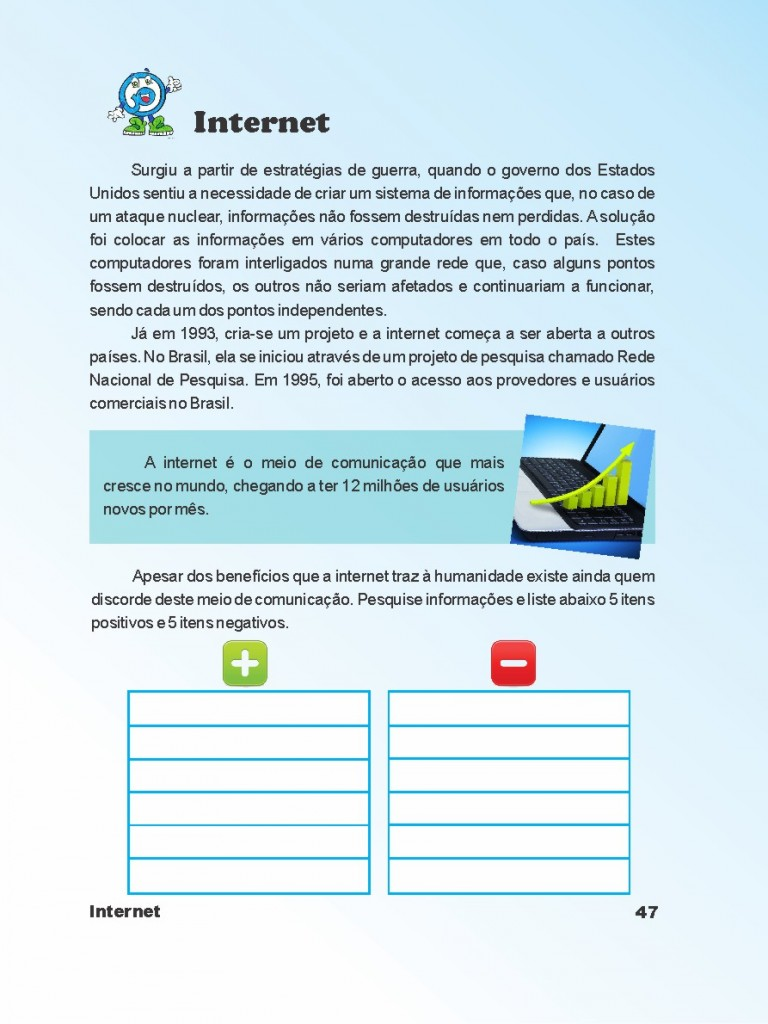 Internet
Surgiu a partir de estratégias de guerra, quando o governo dos Estados
Unidos sentiu a necessidade de criar um sistema de informações que, no caso de
um ataque nuclear, informações não fossem destruídas nem perdidas. A solução
foi colocar as informações em vários computadores em todo o país. Estes
computadores foram interligados numa grande rede que, caso alguns pontos
fossem destruídos, os outros não seriam afetados e continuariam a funcionar,
sendo cada um dos pontos independentes.
Já em 1993, cria-se um projeto e a internet começa a ser aberta a outros
países. No Brasil, ela se iniciou através de um projeto de pesquisa chamado Rede
Nacional de Pesquisa. Em 1995, foi aberto o acesso aos provedores e usuários
comerciais no Brasil.
A internet é o meio de comunicação que mais
cresce no mundo, chegando a ter 12 milhões de usuários
novos por mês.
Apesar dos benefícios que a internet traz à humanidade existe ainda quem
discorde deste meio de comunicação. Pesquise informações e liste abaixo 5 itens
positivos e 5 itens negativos.
Internet 47